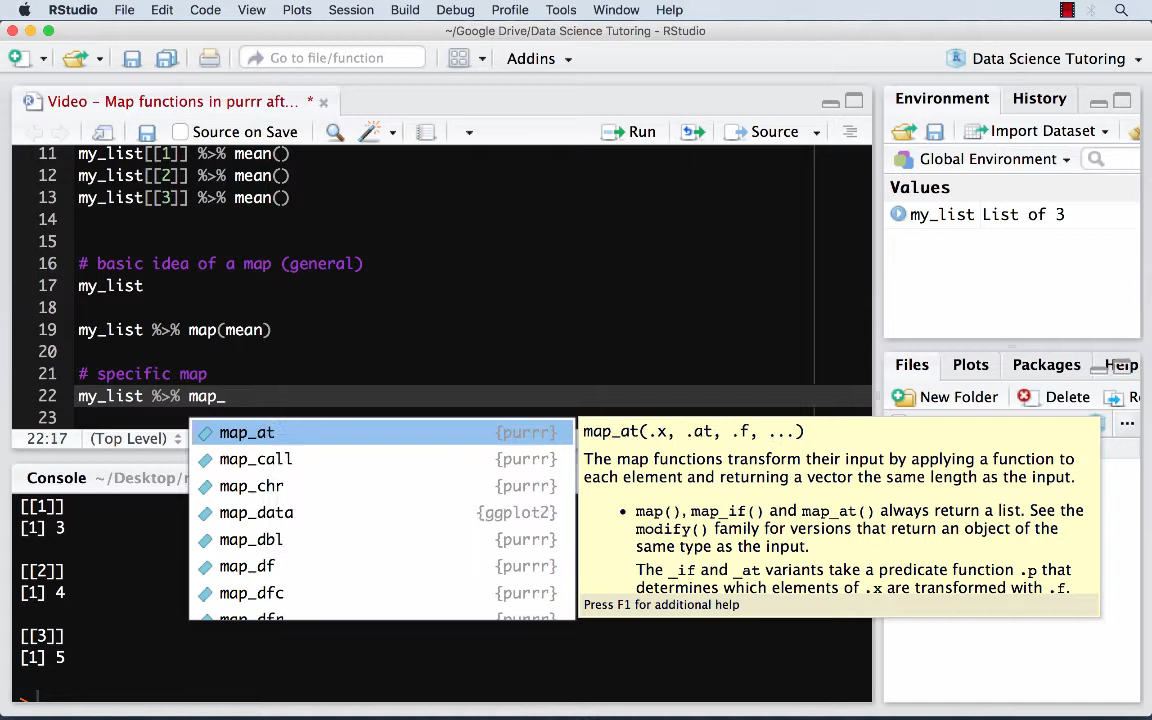 RStudio File Edit Code View Plots Session Build Debug Profile Tools Window Help
~/Google Drive/Data Science Tutoring - RStudio
Go to file/function Addins Data Science Tutoring
Video – Map functions in purrr aft... *
Source on Save Run Source
11 my_list[[1]] %>% mean()
12 my_list[[2]] %>% mean()
13 my_list[[3]] %>% mean()
14
15
16 # basic idea of a map (general)
17 my_list
18
19 my_list %>% map(mean)
20
21 # specific map
22 my_list %>% map_
23
22:17 (Top Level)
map_at {purrr}
map_call {purrr}
map_chr {purrr}
map_data {ggplot2}
map_dbl {purrr}
map_df {purrr}
map_dfc {purrr}
map_at(.x, .at, .f, ...)
The map functions transform their input by applying a function to
each element and returning a vector the same length as the input.
• map(), map_if() and map_at() always return a list. See the
modify() family for versions that return an object of the
same type as the input.
The _if and _at variants take a predicate function .p that
determines which elements of .x are transformed with .f.
Press F1 for additional help
Console ~/Desktop/
[[1]]
[1] 3
[[2]]
[1] 4
[[3]]
[1] 5
>
Environment History
Import Dataset
Global Environment
Values
my_list List of 3
Files Plots Packages Help
New Folder Delete R